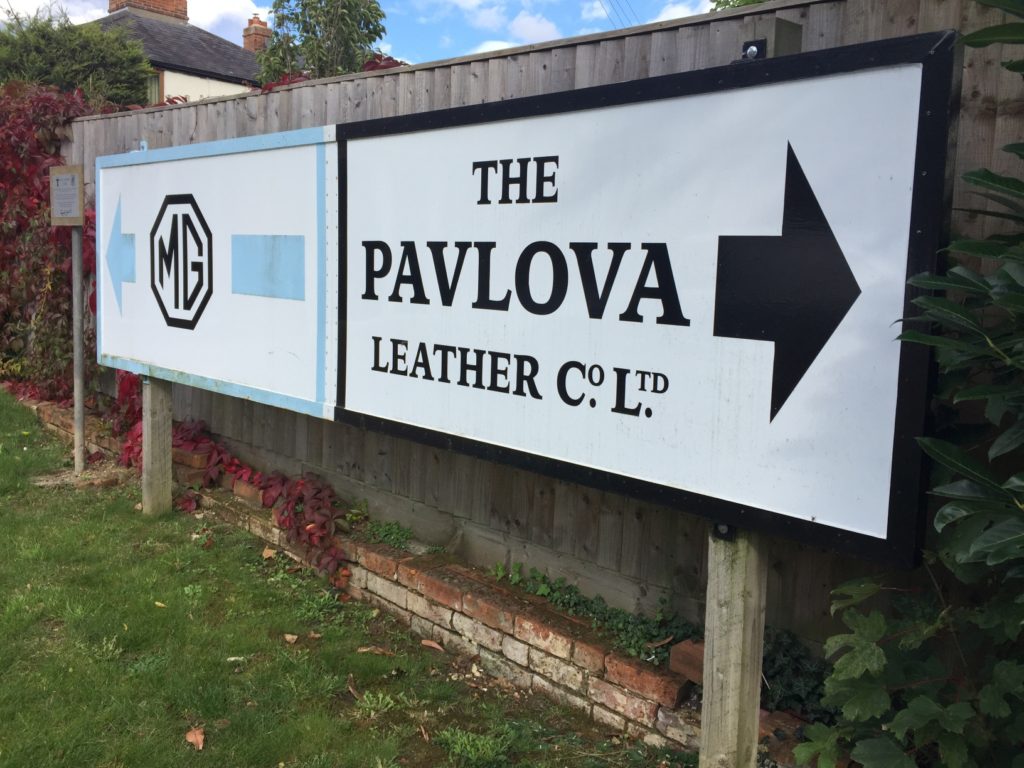 MG
THE
PAVLOVA
LEATHER Co. LTD.